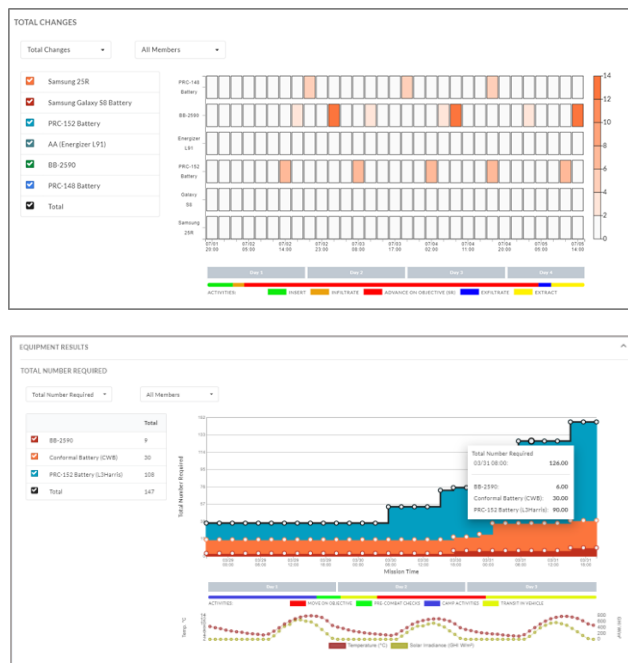 TOTAL CHANGES
Total Changes
All Members
Samsung 25R
Samsung Galaxy S8 Battery
PRC-152 Battery
AA (Energizer L91)
BB-2590
PRC-148 Battery
Total
PRC-148
Battery
BB-2590
Energizer
L91
PRC-152
Battery
Galaxy
S8
Samsung
25R
14
12
10
8
6
4
2
0
07/01 07/02 07/02 07/02 07/03 07/03 07/04 07/04 07/04 07/05 07/05
20:00 05:00 14:00 23:00 08:00 17:00 02:00 11:00 20:00 05:00 14:00
Day 1 Day 2 Day 3 Day 4
ACTIVITIES: INSERT INFILTRATE ADVANCE ON OBJECTIVE (BB) EXFILTRATE EXTRACT
EQUIPMENT RESULTS
TOTAL NUMBER REQUIRED
Total Number Required
All Members
Total
BB-2590 9
Conformal Battery (CWB) 30
PRC-152 Battery (L3Harris) 108
Total 147
Total Number Required
Total Number Required
03/31 08:00: 126.00
BB-2590: 6.00
Conformal Battery (CWB): 30.00
PRC-152 Battery (L3Harris): 90.00
Mission Time
Day 1 Day 2 Day 3
ACTIVITIES: MOVE ON OBJECTIVE PRE-COMBAT CHECKS CAMP ACTIVITIES TRANSIT IN VEHICLE
Temp. °C
800
600
400
200
0
Temperature (°C) Solar Irradiance (GHI W/m²)